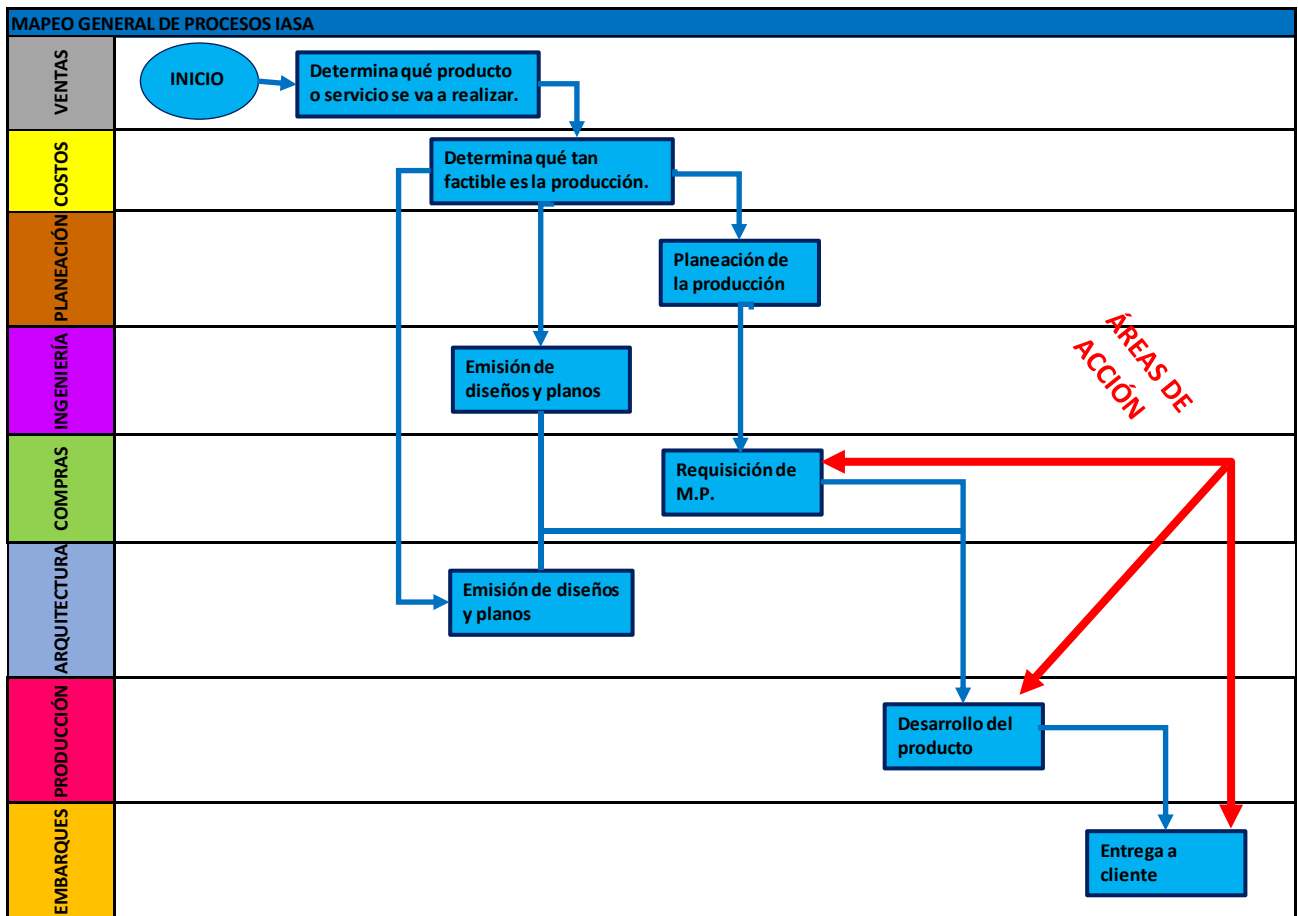 MAPEO GENERAL DE PROCESOS IASA
VENTAS
INICIO
Determina qué producto
o servicio se va a realizar.
COSTOS
Determina qué tan
factible es la producción.
PLANEACIÓN
Planeación de
la producción
INGENIERÍA
Emisión de
diseños y planos
ÁREAS DE
ACCIÓN
COMPRAS
Requisición de
M.P.
ARQUITECTURA
Emisión de diseños
y planos
PRODUCCIÓN
Desarrollo del
producto
EMBARQUES
Entrega a
cliente